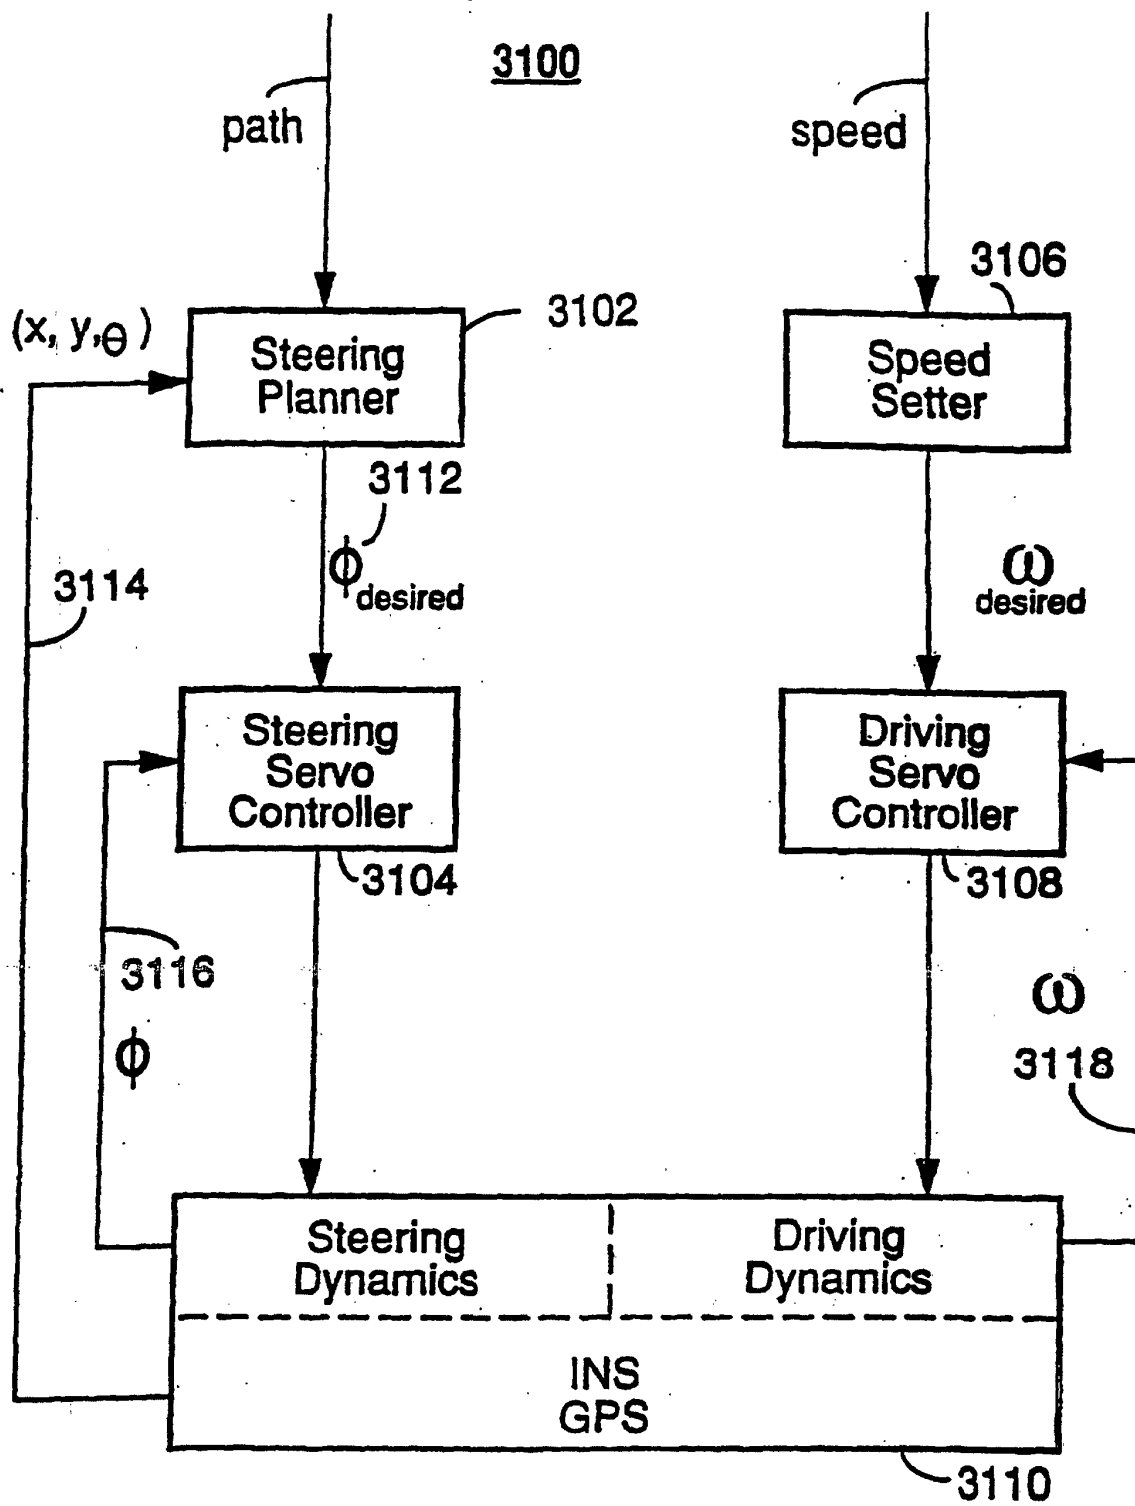 3100
path
speed
3106
(x, y,θ)
3102
Steering
Planner
Speed
Setter
3112
ϕdesired
ω
desired
3114
Steering
Servo
Controller
Driving
Servo
Controller
3104
3108
3116
ω
ϕ
3118
Steering
Dynamics
Driving
Dynamics
INS
GPS
3110